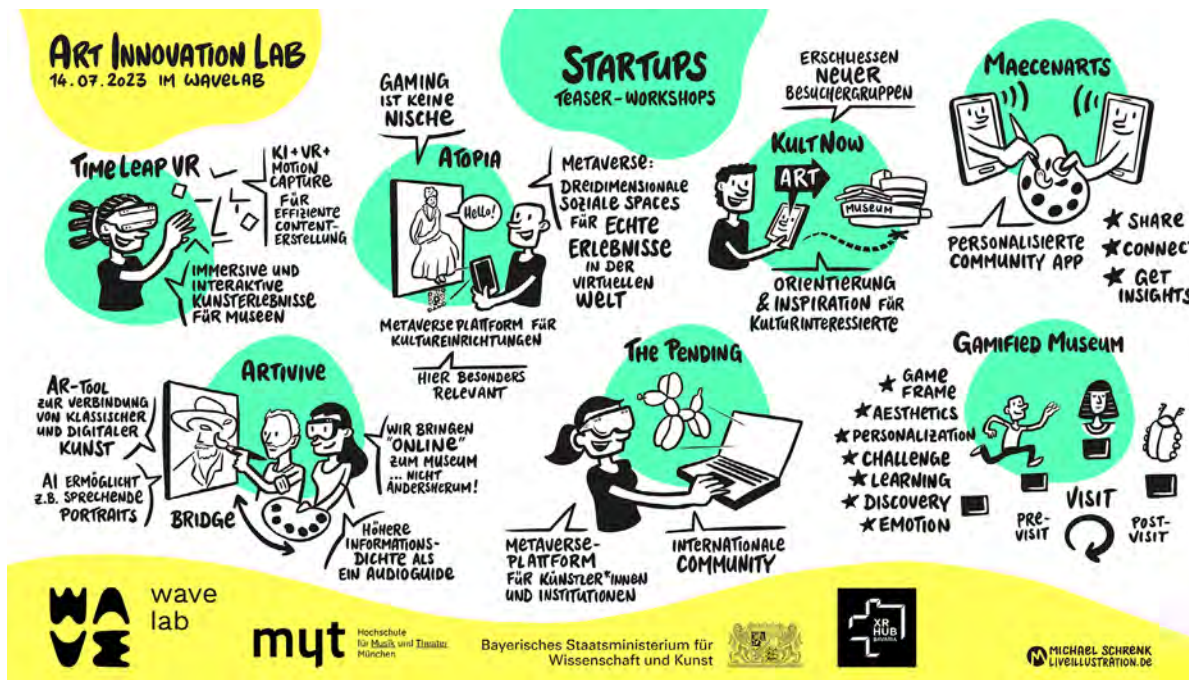 ART INNOVATION LAB
14.07.2023 IM WAVELAB
STARTUPS
TEASER-WORKSHOPS
TIME LEAP VR
KI + VR +
MOTION
CAPTURE
FÜR
EFFIZIENTE
CONTENT-
ERSTELLUNG
IMMERSIVE UND
INTERAKTIVE
KUNSTERLEBNISSE
FÜR MUSEEN
GAMING
IST KEINE
NISCHE
ATOPIA
Hello!
METAVERSE:
DREIDIMENSIONALE
SOZIALE SPACES
FÜR ECHTE
ERLEBNISSE
IN DER
VIRTUELLEN
WELT
METAVERSE PLATTFORM FÜR
KULTUREINRICHTUNGEN
HIER BESONDERS
RELEVANT
ERSCHLIESSEN
NEUER
BESUCHERGRUPPEN
KULTNOW
ART
MUSEUM
ORIENTIERUNG
& INSPIRATION FÜR
KULTURINTERESSIERTE
MAECENARTS
PERSONALISIERTE
COMMUNITY APP
★ SHARE
★ CONNECT
★ GET
INSIGHTS
ARTIVIVE
AR-TOOL
ZUR VERBINDUNG
VON KLASSISCHER
UND DIGITALER
KUNST
AI ERMÖGLICHT
Z.B. SPRECHENDE
PORTRAITS
BRIDGE
WIR BRINGEN
"ONLINE"
ZUM MUSEUM
... NICHT
ANDERSHERUM!
HÖHERE
INFORMATIONS-
DICHTE ALS
EIN AUDIOGUIDE
THE PENDING
METAVERSE-
PLATTFORM
FÜR KÜNSTLER*INNEN
UND INSTITUTIONEN
INTERNATIONALE
COMMUNITY
GAMIFIED MUSEUM
★ GAME
FRAME
★ AESTHETICS
★ PERSONALIZATION
★ CHALLENGE
★ LEARNING
★ DISCOVERY
★ EMOTION
PRE-
VISIT
VISIT
POST-
VISIT
WAVE
wave
lab
myt
Hochschule
für Musik und Theater
München
Bayerisches Staatsministerium für
Wissenschaft und Kunst
XR
HUB
BAVARIA
MICHAEL SCHRENK
LIVEILLUSTRATION.DE